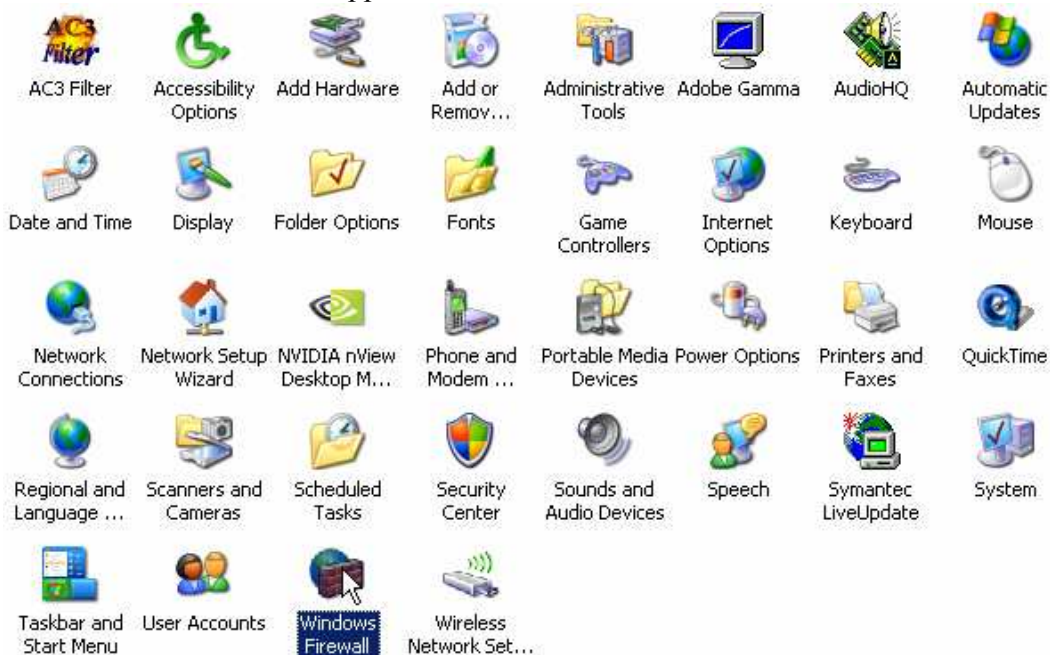 AC3
Filter
AC3 Filter
Accessibility
Options
Add Hardware
Add or
Remov...
Administrative
Tools
Adobe Gamma
AudioHQ
Automatic
Updates
Date and Time
Display
Folder Options
Fonts
Game
Controllers
Internet
Options
Keyboard
Mouse
Network
Connections
Network Setup
Wizard
NVIDIA nView
Desktop M...
Phone and
Modem ...
Portable Media
Devices
Power Options
Printers and
Faxes
QuickTime
Regional and
Language ...
Scanners and
Cameras
Scheduled
Tasks
Security
Center
Sounds and
Audio Devices
Speech
Symantec
LiveUpdate
System
Taskbar and
Start Menu
User Accounts
Windows
Firewall
Wireless
Network Set...